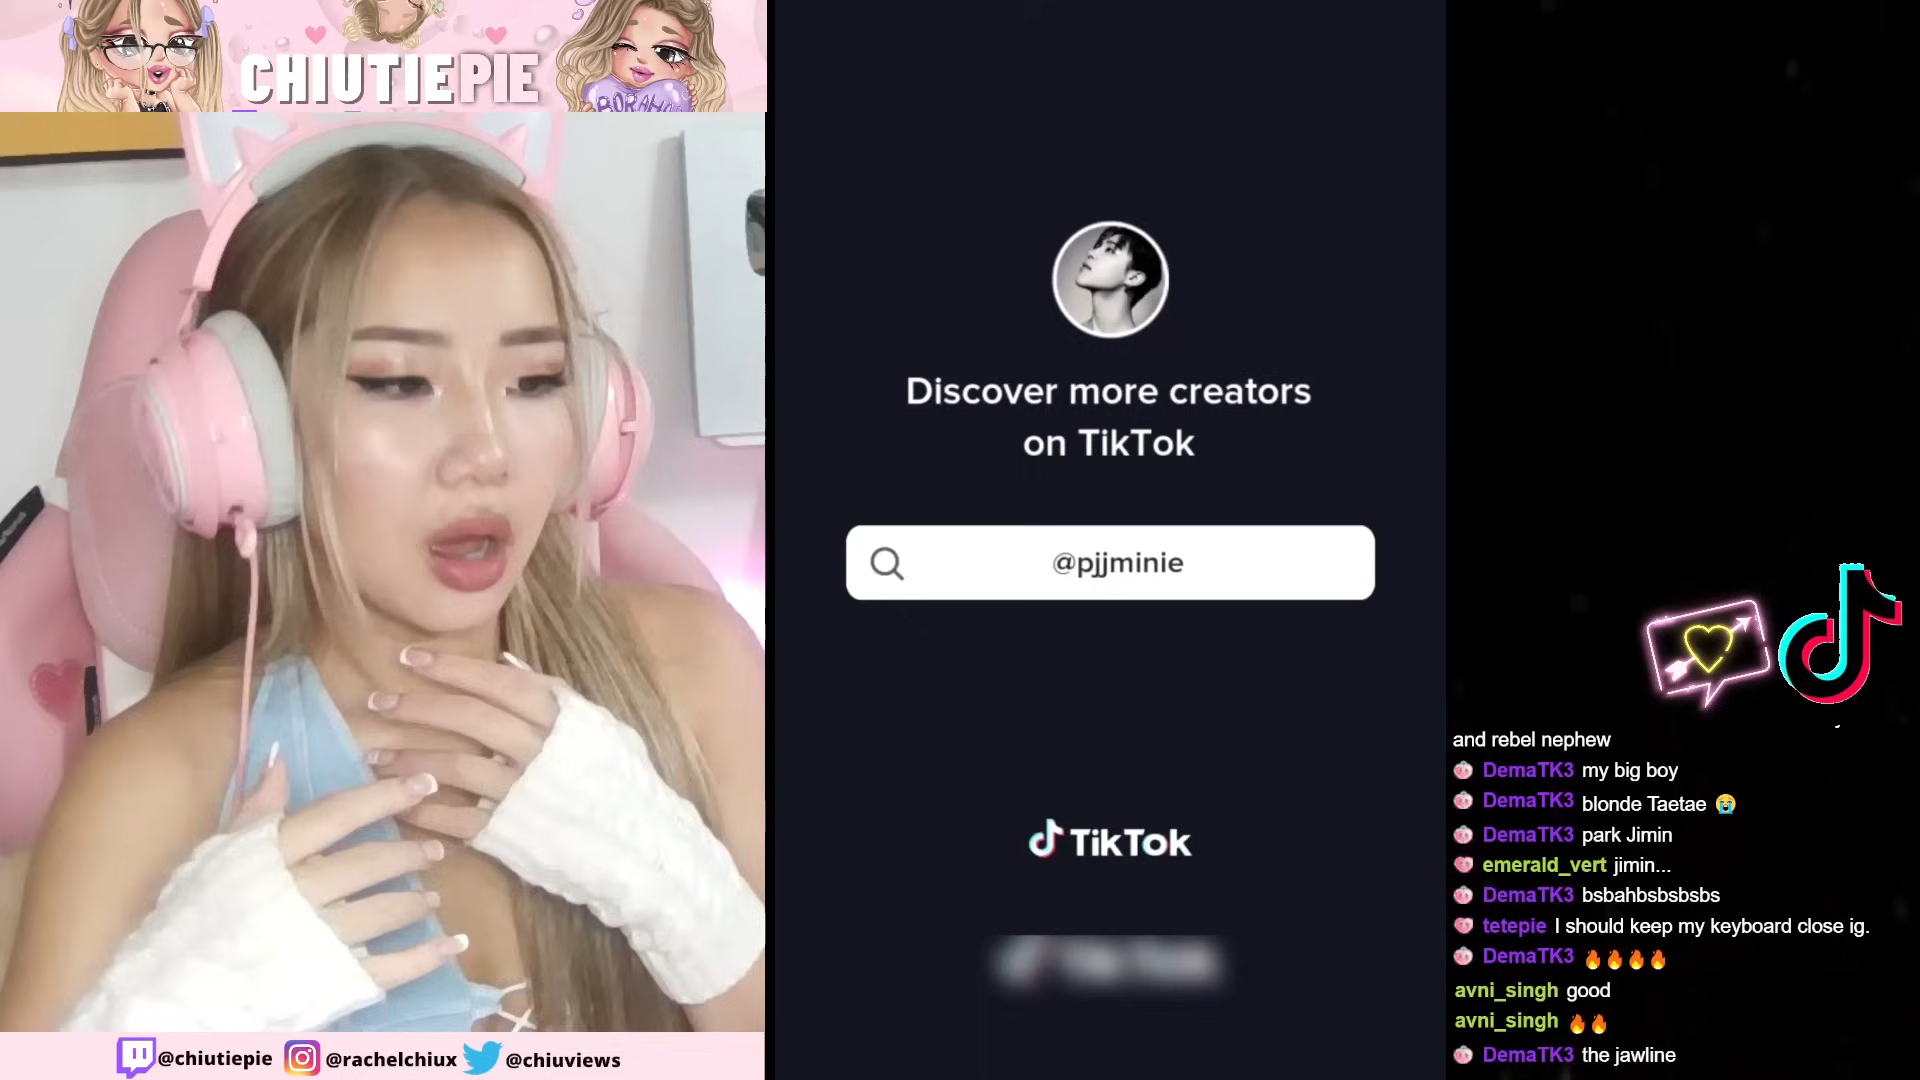 CHIUTIEPIE
BORAH
Discover more creators
on TikTok
@pjjminie
TikTok
and rebel nephew
DemaTK3 my big boy
DemaTK3 blonde Taetae 😭
DemaTK3 park Jimin
emerald_vert jimin...
DemaTK3 bsbahbsbsbsbs
tetepie I should keep my keyboard close ig.
DemaTK3 🔥🔥🔥🔥
avni_singh good
avni_singh 🔥🔥
DemaTK3 the jawline
@chiutiepie @rachelchiux @chiuviews